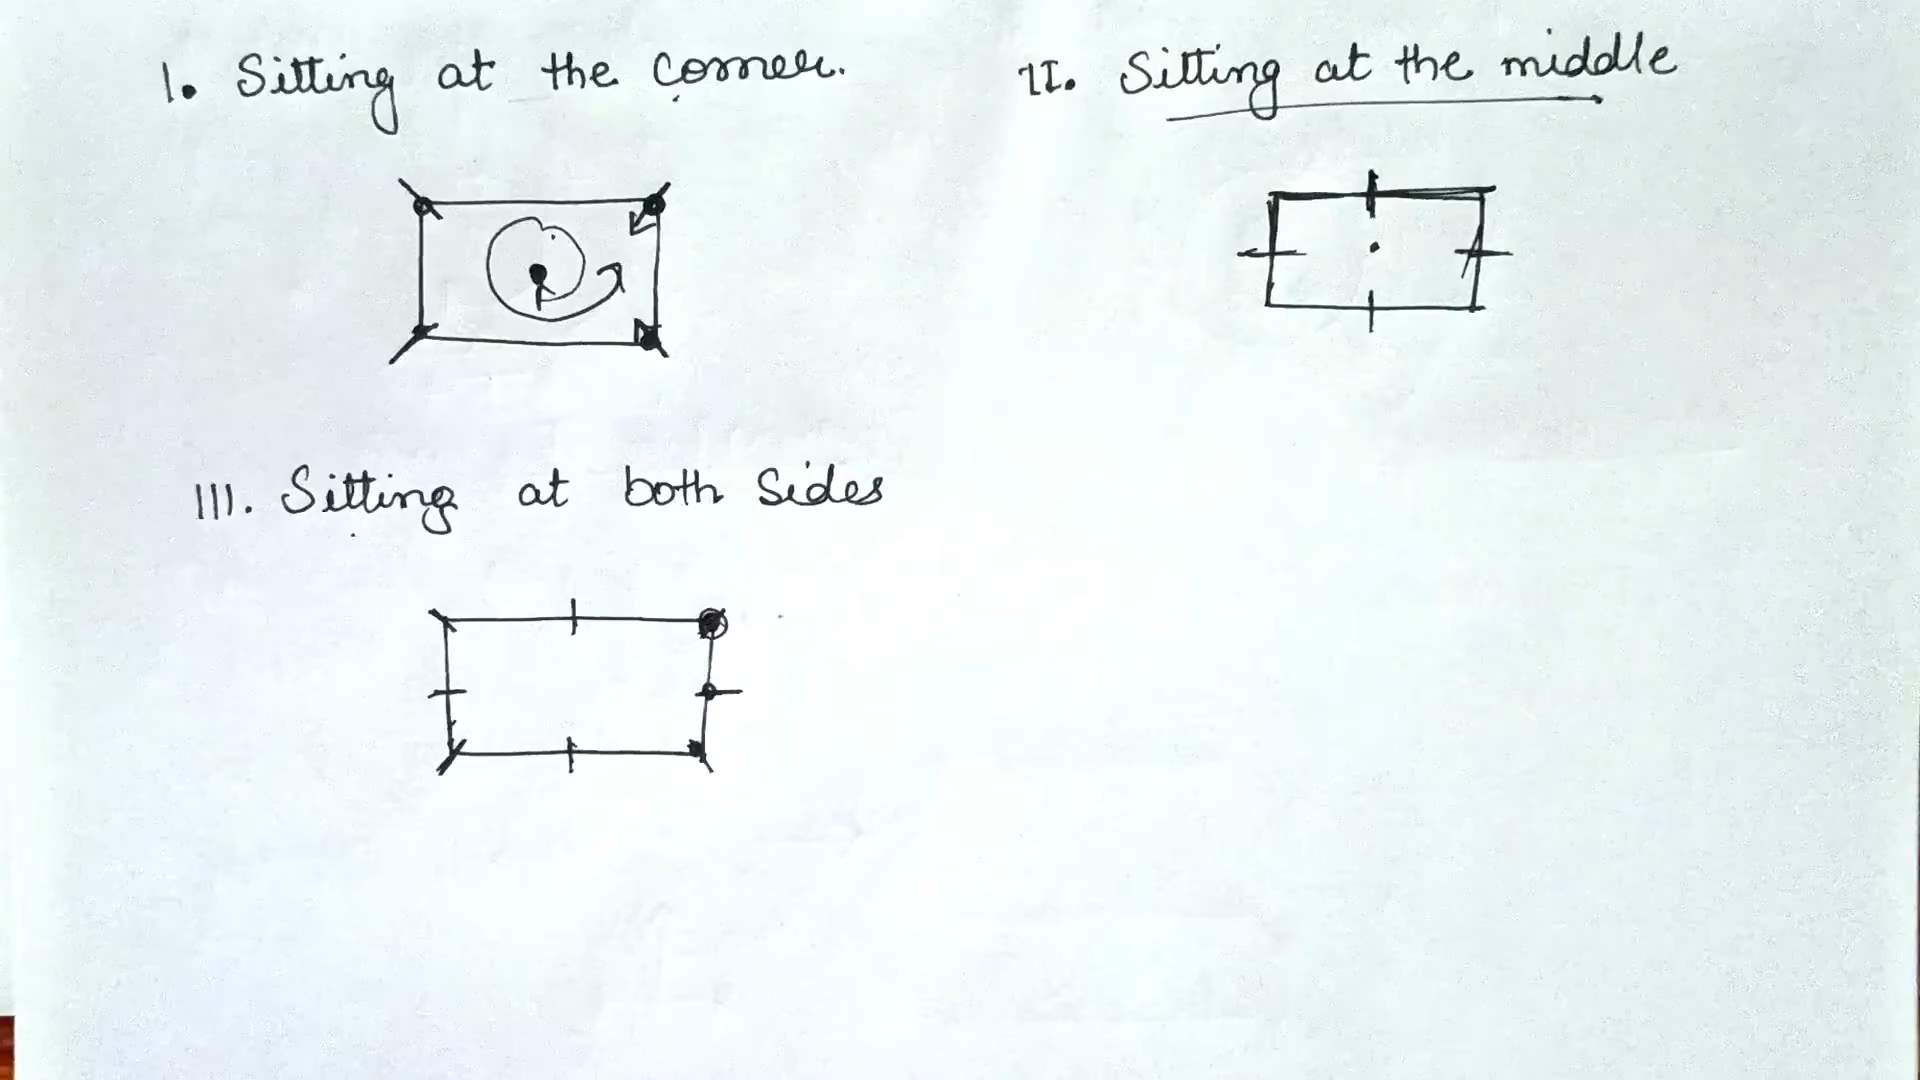 I. Sitting at the corner.
II. Sitting at the middle
III. Sitting at both sides